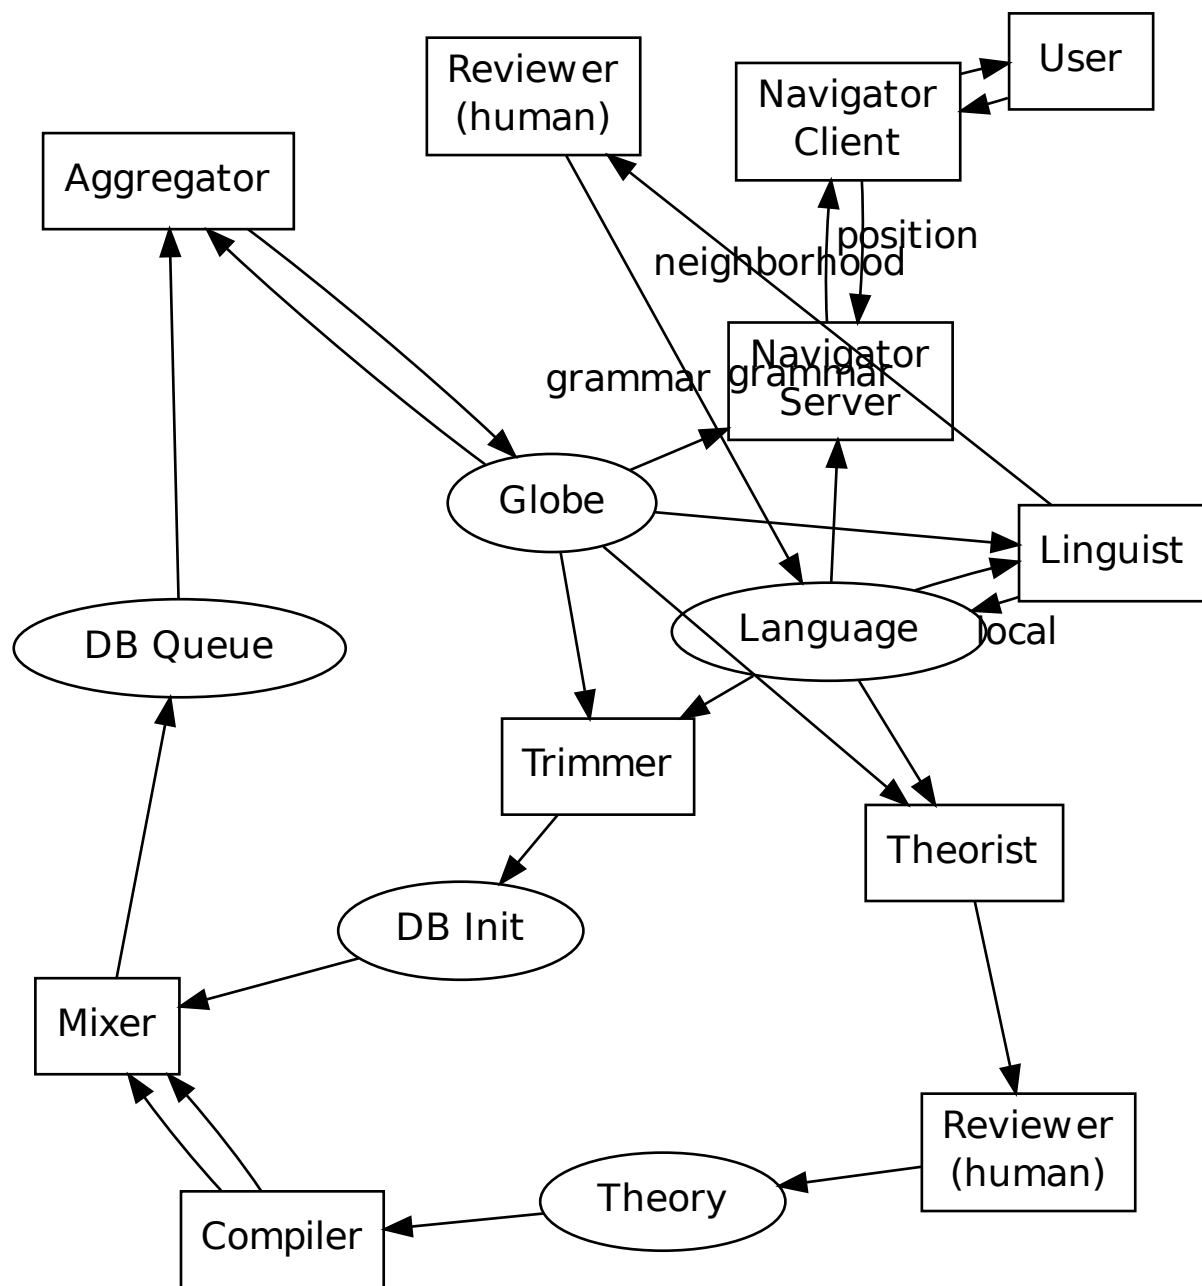 User
Reviewer
(human)
Navigator
Client
Aggregator
position
neighborhood
Navigator
Server
grammar
grammar
Globe
Linguist
Language
local
DB Queue
Trimmer
Theorist
DB Init
Mixer
Reviewer
(human)
Theory
Compiler